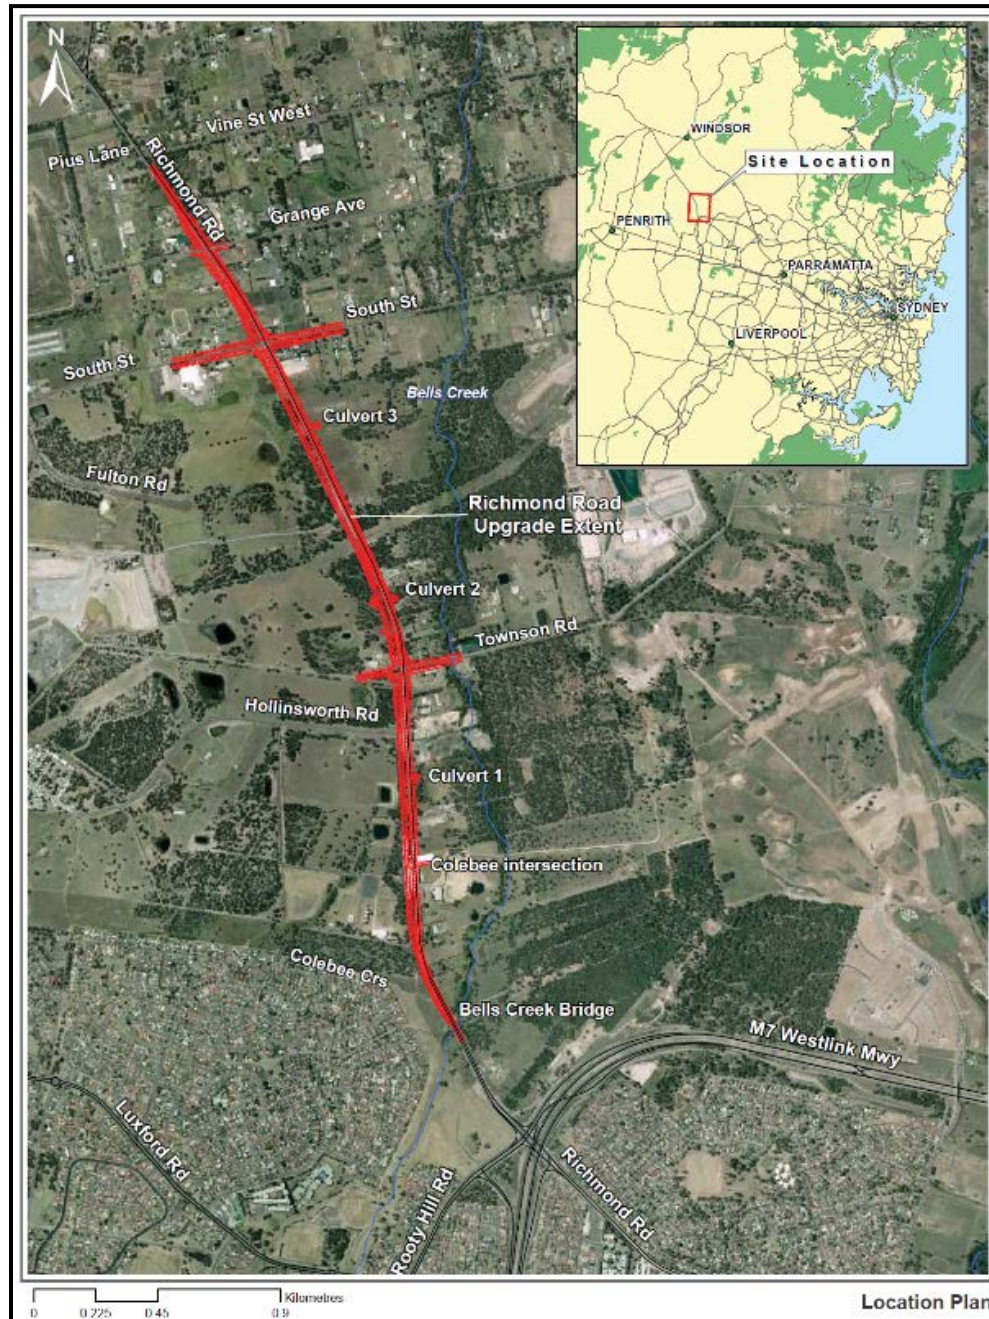 N
WINDSOR
Site Location
PENRITH
PARRAMATTA
SYDNEY
LIVERPOOL
Vine St West
Pius Lane
Richmond Rd
Grange Ave
South St
South St
Bells Creek
Culvert 3
Fulton Rd
Richmond Road
Upgrade Extent
Culvert 2
Townson Rd
Hollinsworth Rd
Culvert 1
Colebee intersection
Colebee Crs
Bells Creek Bridge
M7 Westlink Mwy
Luxford Rd
Rooty Hill Rd
Richmond Rd
Kilometres
0 0.225 0.45 0.9
Location Plan